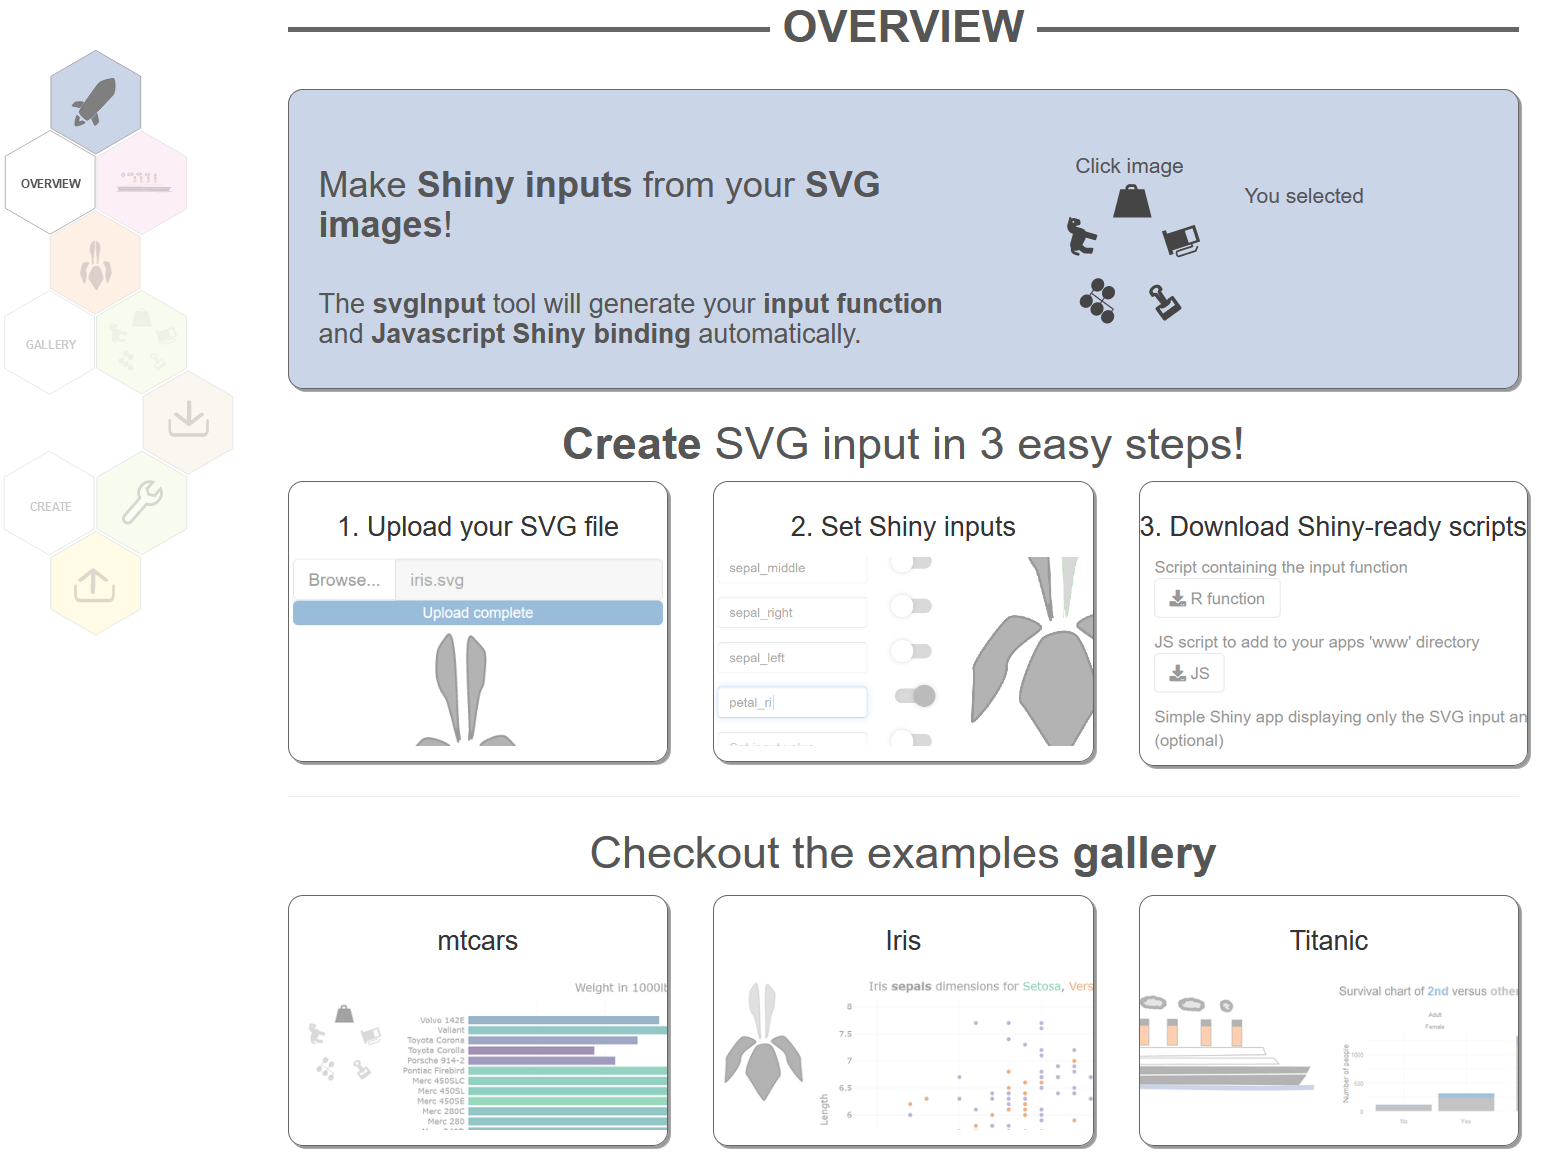 OVERVIEW
OVERVIEW
GALLERY
CREATE
Make Shiny inputs from your SVG
images!
The svgInput tool will generate your input function
and Javascript Shiny binding automatically.
Click image
You selected
Create SVG input in 3 easy steps!
1. Upload your SVG file
Browse...
iris.svg
Upload complete
2. Set Shiny inputs
sepal_middle
sepal_right
sepal_left
petal_ri
3. Download Shiny-ready scripts
Script containing the input function
R function
JS script to add to your apps 'www' directory
JS
Simple Shiny app displaying only the SVG input an
(optional)
Checkout the examples gallery
mtcars
Weight in 1000lb
Volvo 142E
Valiant
Toyota Corona
Toyota Corolla
Porsche 914-2
Pontiac Firebird
Merc 450SLC
Merc 450SL
Merc 450SE
Merc 280C
Merc 280
Iris
Iris sepals dimensions for Setosa, Vers
8
7.5
7
6.5
6
Length
Titanic
Survival chart of 2nd versus other
Adult
Female
Number of people
1000
500
0
No
Yes